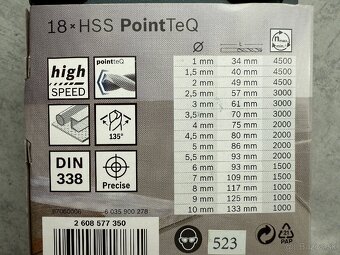 18 × HSS PointTeQ
high
SPEED
pointteQ
135°
DIN
338
Precise
Ø
n max
1 mm 34 mm 4500
1,5 mm 40 mm 4500
2 mm 49 mm 4500
2,5 mm 57 mm 3000
3 mm 61 mm 3000
3,5 mm 70 mm 3000
4 mm 75 mm 2000
4,5 mm 80 mm 2000
5 mm 86 mm 2000
5,5 mm 93 mm 2000
6 mm 93 mm 1500
7 mm 109 mm 1500
8 mm 117 mm 1000
9 mm 125 mm 1000
10 mm 133 mm 1000
6 035 900 278
2 608 577 350
523
21
PAP